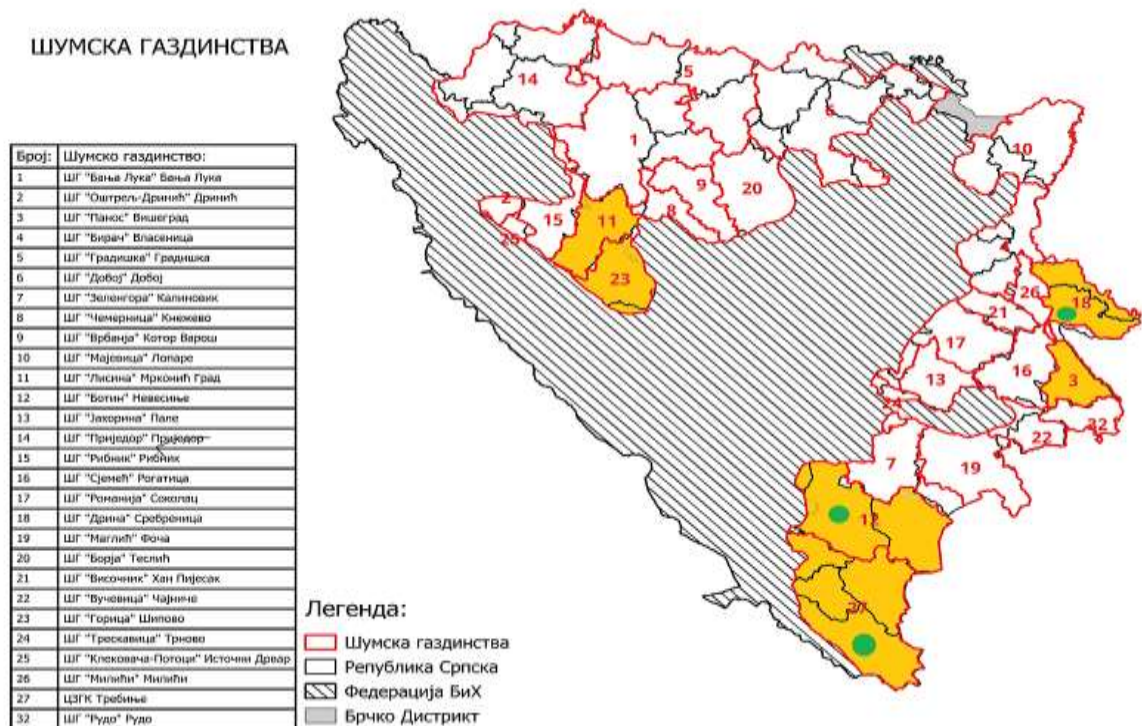 ШУМСКА ГАЗДИНСТВА
Број: Шумско газдинство:
1 ШГ "Бања Лука" Бања Лука
2 ШГ "Оштрељ-Дринић" Дринић
3 ШГ "Панос" Вишеград
4 ШГ "Бирач" Власеница
5 ШГ "Градишка" Градишка
6 ШГ "Добој" Добој
7 ШГ "Зеленгора" Калиновик
8 ШГ "Чемерница" Кнежево
9 ШГ "Врбања" Котор Варош
10 ШГ "Мајевица" Лопаре
11 ШГ "Лисина" Мркоњић Град
12 ШГ "Ботин" Невесиње
13 ШГ "Јахорина" Пале
14 ШГ "Приједор" Приједор
15 ШГ "Рибник" Рибник
16 ШГ "Сјемећ" Рогатица
17 ШГ "Романија" Соколац
18 ШГ "Дрина" Сребреница
19 ШГ "Маглић" Фоча
20 ШГ "Борја" Теслић
21 ШГ "Височник" Хан Пијесак
22 ШГ "Вучевица" Чајниче
23 ШГ "Горица" Шипово
24 ШГ "Трескавица" Трново
25 ШГ "Клековача-Потоци" Источни Дрвар
26 ШГ "Милићи" Милићи
27 ЦЗГК Требиње
32 ШГ "Рудо" Рудо
14
5
1
6
10
9
20
2
15
8
11
25
23
4
26
18
21
17
16
13
3
24
32
22
7
19
12
27
Легенда:
Шумска газдинства
Република Српска
Федерација БиХ
Брчко Дистрикт